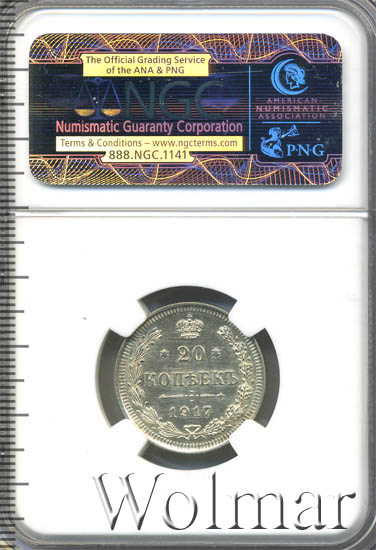 The Official Grading Service
of the ANA & PNG
NGC
Numismatic Guaranty Corporation
Terms & Conditions – www.ngcterms.com
888.NGC.1141
AMERICAN
NUMISMATIC
ASSOCIATION
PNG
20
КОПѢЕКЪ
1917
Wolmar